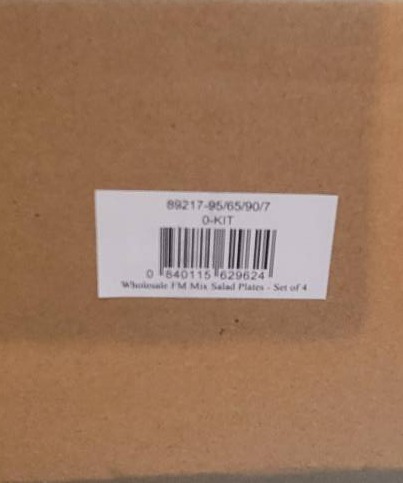 89217-95/65/90/7
0-KIT
0 840115 629624
Wholesale FM Mix Salad Plates - Set of 4